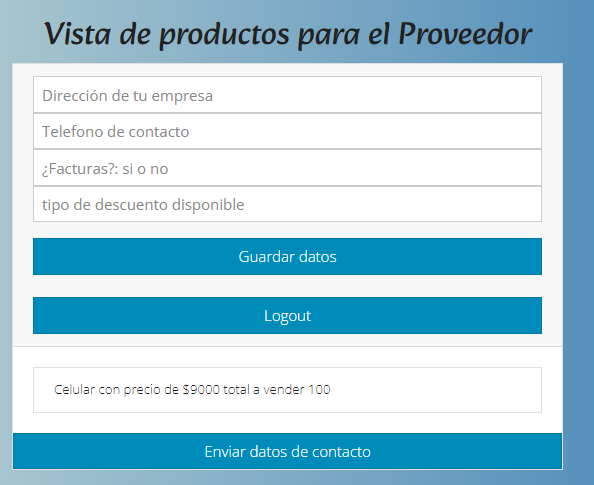 Vista de productos para el Proveedor
Dirección de tu empresa
Telefono de contacto
¿Facturas?: si o no
tipo de descuento disponible
Guardar datos
Logout
Celular con precio de $9000 total a vender 100
Enviar datos de contacto